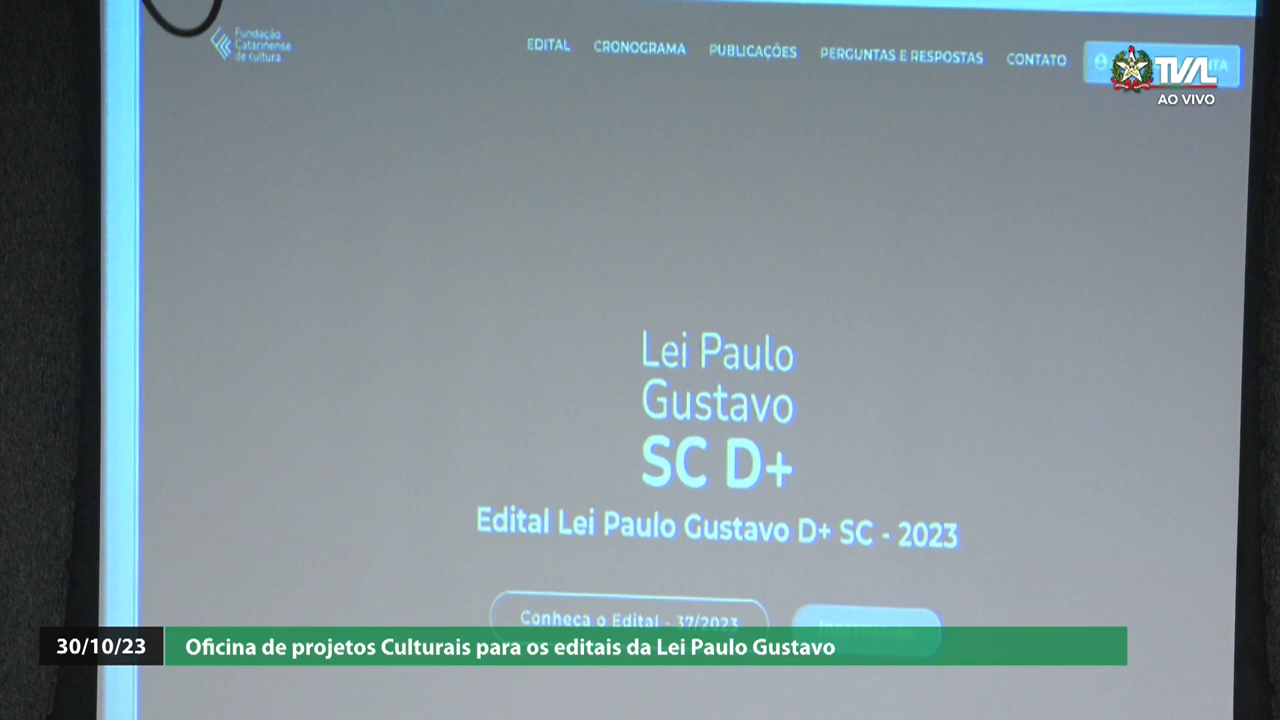 Fundação
Catarinense
de cultura
EDITAL
CRONOGRAMA
PUBLICAÇÕES
PERGUNTAS E RESPOSTAS
CONTATO
TVAL
AO VIVO
Lei Paulo
Gustavo
SC D+
Edital Lei Paulo Gustavo D+ SC - 2023
Conheça o Edital - 37/2023
30/10/23
Oficina de projetos Culturais para os editais da Lei Paulo Gustavo